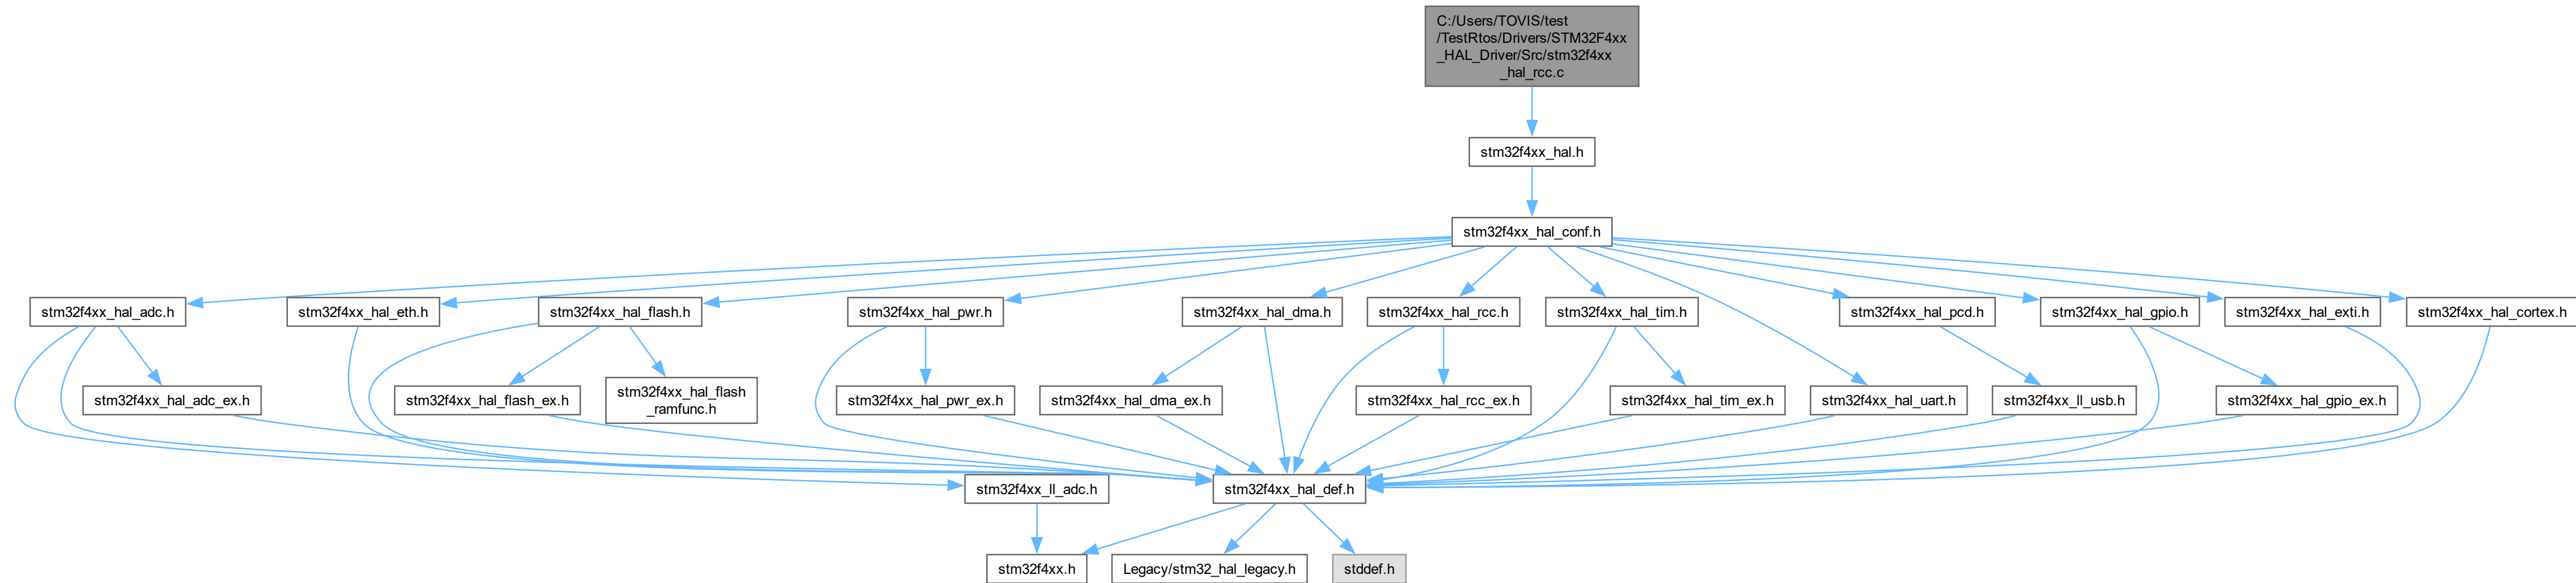 C:/Users/TOVIS/test
/TestRtos/Drivers/STM32F4xx
_HAL_Driver/Src/stm32f4xx
_hal_rcc.c
stm32f4xx_hal.h
stm32f4xx_hal_conf.h
stm32f4xx_hal_adc.h
stm32f4xx_hal_eth.h
stm32f4xx_hal_flash.h
stm32f4xx_hal_pwr.h
stm32f4xx_hal_dma.h
stm32f4xx_hal_rcc.h
stm32f4xx_hal_tim.h
stm32f4xx_hal_pcd.h
stm32f4xx_hal_gpio.h
stm32f4xx_hal_exti.h
stm32f4xx_hal_cortex.h
stm32f4xx_hal_adc_ex.h
stm32f4xx_hal_flash_ex.h
stm32f4xx_hal_flash
_ramfunc.h
stm32f4xx_hal_pwr_ex.h
stm32f4xx_hal_dma_ex.h
stm32f4xx_hal_rcc_ex.h
stm32f4xx_hal_tim_ex.h
stm32f4xx_hal_uart.h
stm32f4xx_ll_usb.h
stm32f4xx_hal_gpio_ex.h
stm32f4xx_ll_adc.h
stm32f4xx_hal_def.h
stm32f4xx.h
Legacy/stm32_hal_legacy.h
stddef.h